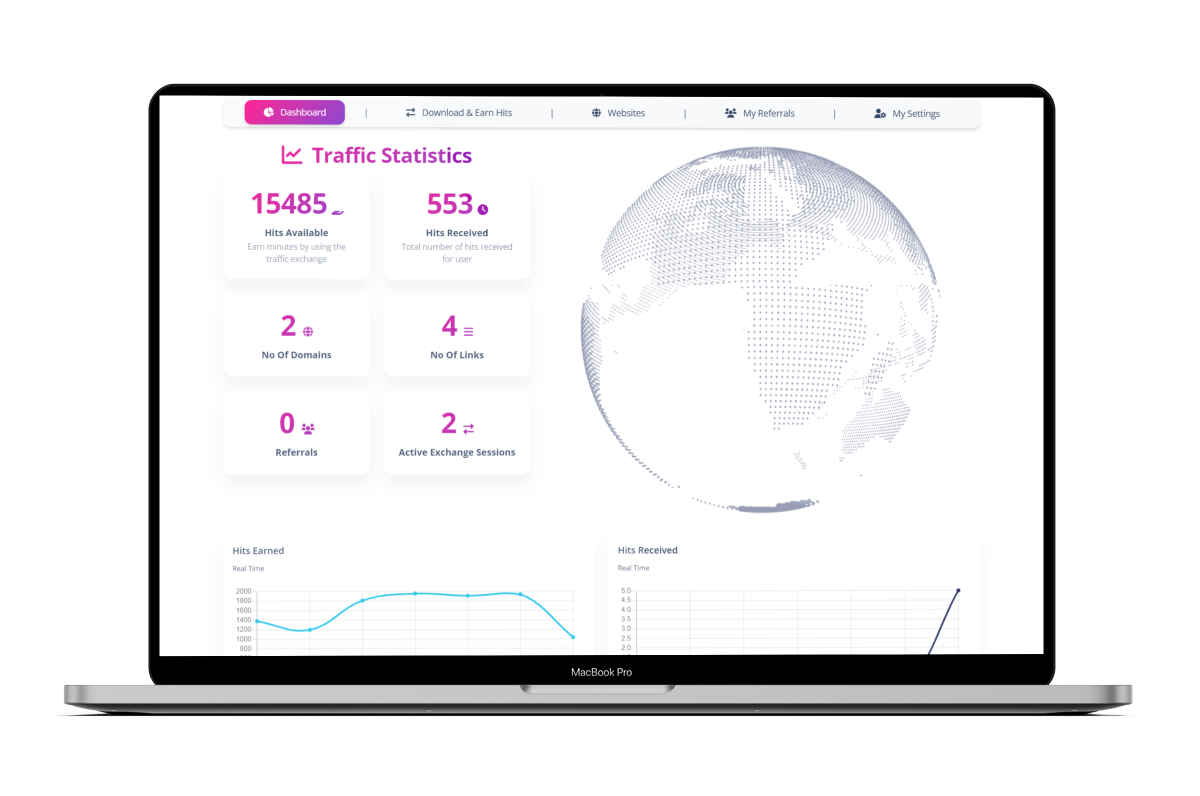 Dashboard | Download & Earn Hits | Websites | My Referrals | My Settings
Traffic Statistics
15485
Hits Available
Earn minutes by using the
traffic exchange
553
Hits Received
Total number of hits received
for user
2
No Of Domains
4
No Of Links
0
Referrals
2
Active Exchange Sessions
Hits Earned
Real Time
2000
1800
1600
1400
1200
1000
800
Hits Received
Real Time
5.0
4.5
4.0
3.5
3.0
2.5
2.0
MacBook Pro